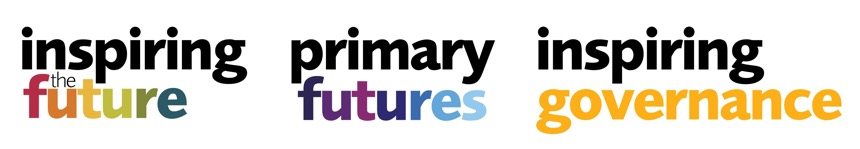 inspiring
the
future
primary
futures
inspiring
governance